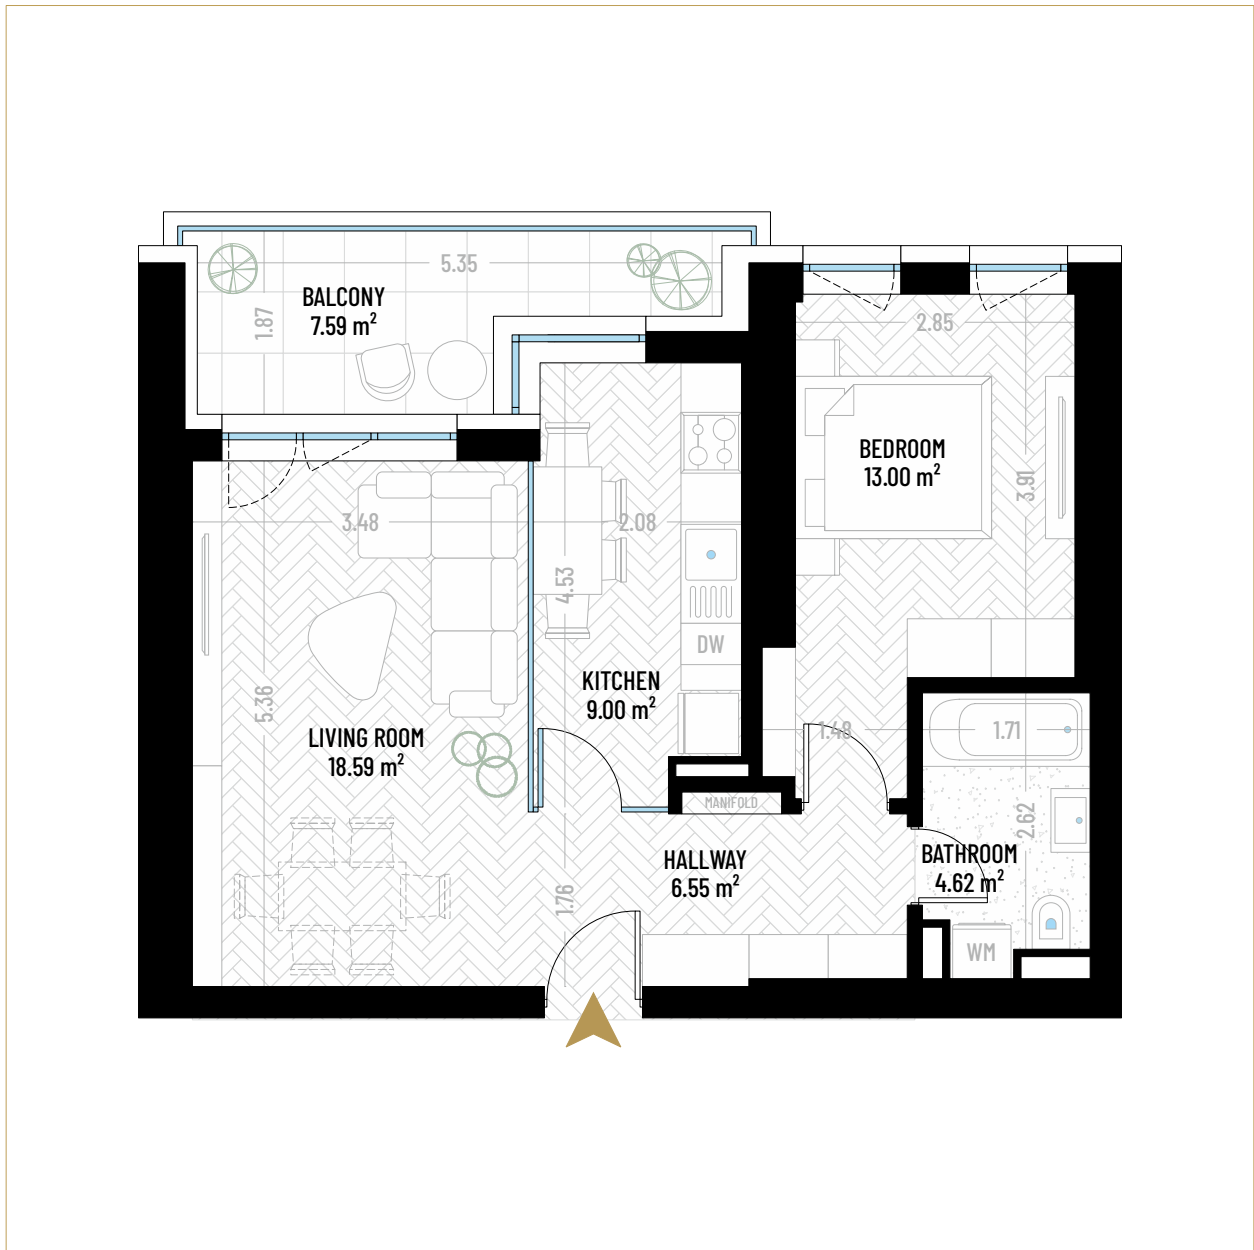 5.35
BALCONY
7.59 m²
1.87
2.85
BEDROOM
13.00 m²
3.91
3.48
2.08
4.53
DW
KITCHEN
9.00 m²
5.36
LIVING ROOM
18.59 m²
1.48
1.71
MANIFOLD
2.62
HALLWAY
6.55 m²
BATHROOM
4.62 m²
1.76
WM